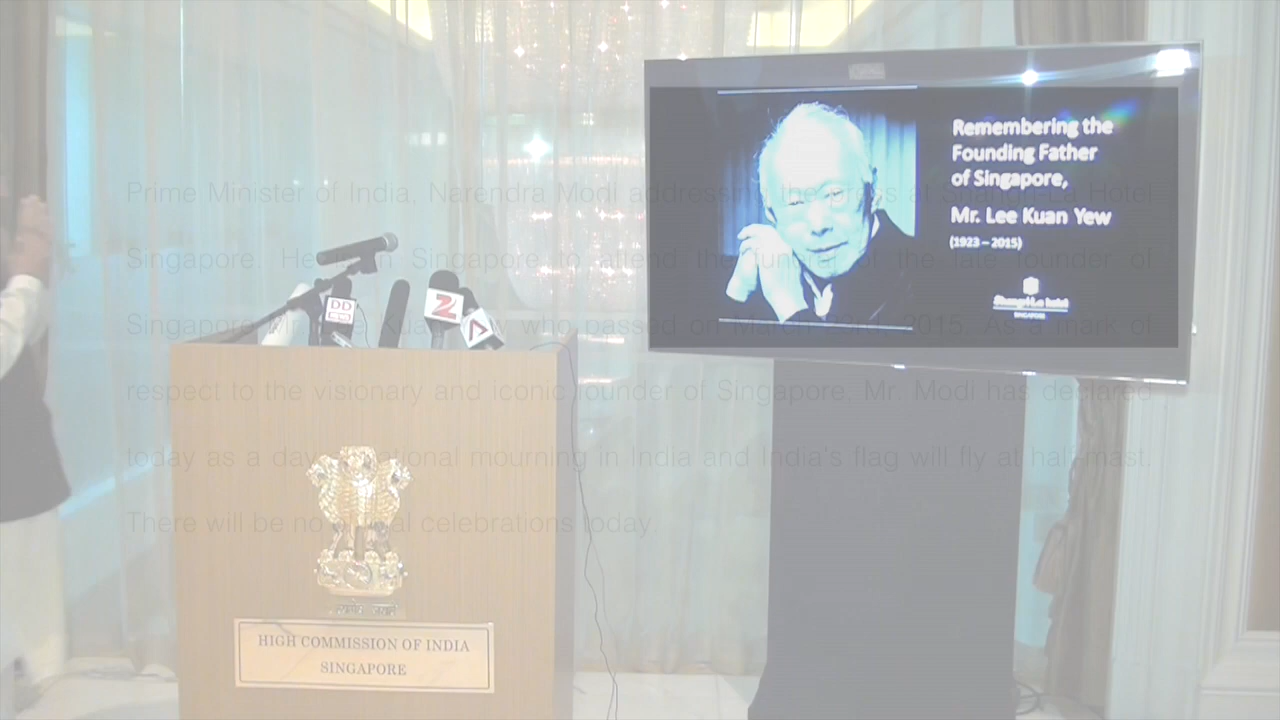 Remembering the
Founding Father
of Singapore,
Mr. Lee Kuan Yew
(1923 – 2015)
Shangri-La hotel
SINGAPORE
Prime Minister of India, Narendra Modi addressing the press at Shangri-La Hotel
Singapore. He in Singapore to attend the funeral of the late founder of
Singapore, Mr. Lee Kuan who passed on March 23rd, 2015. As a mark of
respect to the visionary and iconic founder of Singapore. Mr. Modi has declared
today as a day national mourning in India and India's flag will fly at half-mast.
There will be no celebrations today.
DD
NEWS
Z
सत्यमेव जयते
HIGH COMMISSION OF INDIA
SINGAPORE